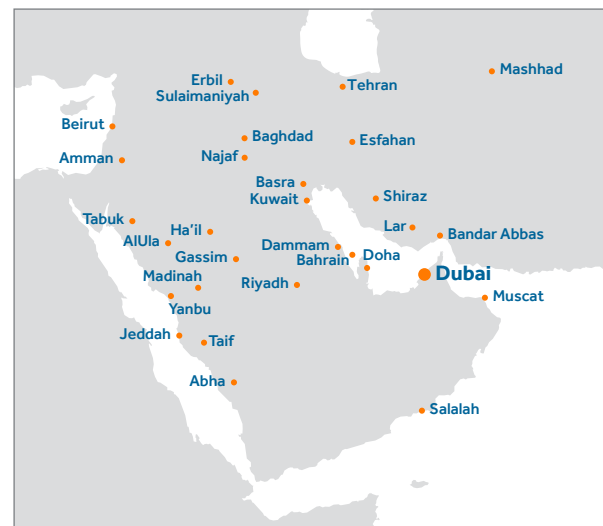 Mashhad
Erbil
Tehran
Sulaimaniyah
Beirut
Baghdad
Esfahan
Amman
Najaf
Basra
Kuwait
Shiraz
Tabuk
Ha'il
Lar
AlUla
Bandar Abbas
Dammam
Gassim
Bahrain
Doha
Dubai
Madinah
Riyadh
Muscat
Yanbu
Jeddah
Taif
Abha
Salalah